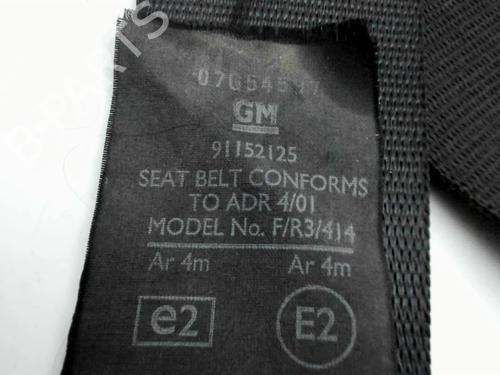 GM
91152125
SEAT BELT CONFORMS
TO ADR 4/01
MODEL No. F/R3/414
Ar 4m Ar 4m
e2 E2